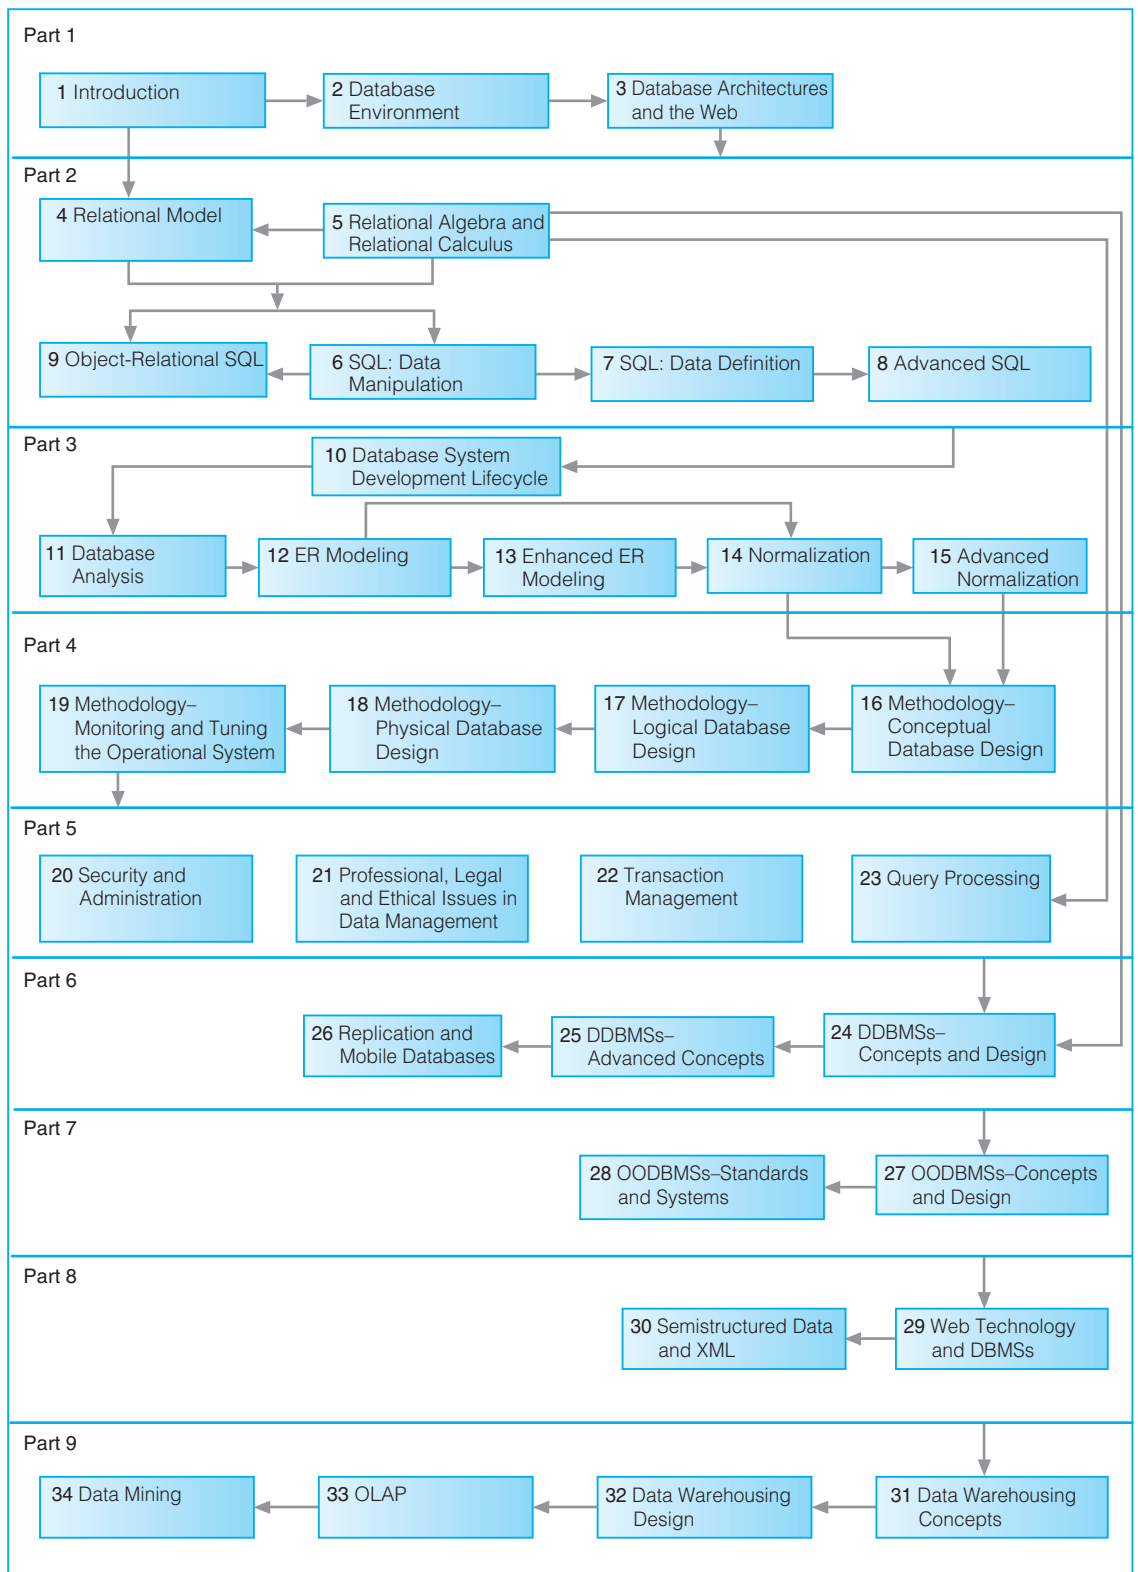 Part 1
1 Introduction
2 Database
Environment
3 Database Architectures
and the Web
Part 2
4 Relational Model
5 Relational Algebra and
Relational Calculus
9 Object-Relational SQL
6 SQL: Data
Manipulation
7 SQL: Data Definition
8 Advanced SQL
Part 3
10 Database System
Development Lifecycle
11 Database
Analysis
12 ER Modeling
13 Enhanced ER
Modeling
14 Normalization
15 Advanced
Normalization
Part 4
19 Methodology–
Monitoring and Tuning
the Operational System
18 Methodology–
Physical Database
Design
17 Methodology–
Logical Database
Design
16 Methodology–
Conceptual
Database Design
Part 5
20 Security and
Administration
21 Professional, Legal
and Ethical Issues in
Data Management
22 Transaction
Management
23 Query Processing
Part 6
26 Replication and
Mobile Databases
25 DDBMSs–
Advanced Concepts
24 DDBMSs–
Concepts and Design
Part 7
28 OODBMSs–Standards
and Systems
27 OODBMSs–Concepts
and Design
Part 8
30 Semistructured Data
and XML
29 Web Technology
and DBMSs
Part 9
34 Data Mining
33 OLAP
32 Data Warehousing
Design
31 Data Warehousing
Concepts